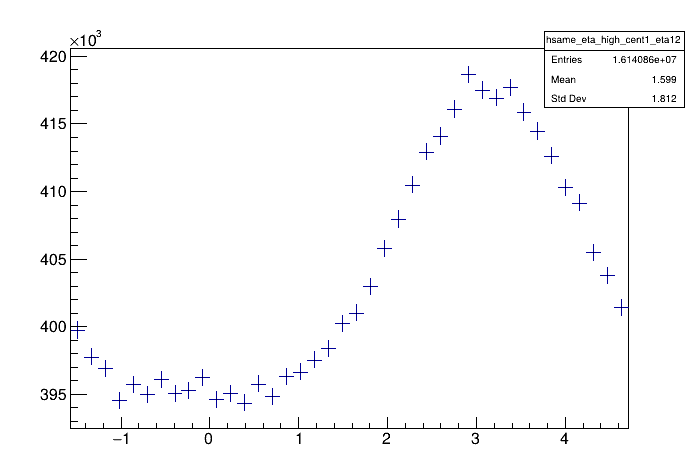 ×10³
hsame_eta_high_cent1_eta12
Entries 1.614086e+07
Mean 1.599
Std Dev 1.812
420
415
410
405
400
395
−1 0 1 2 3 4